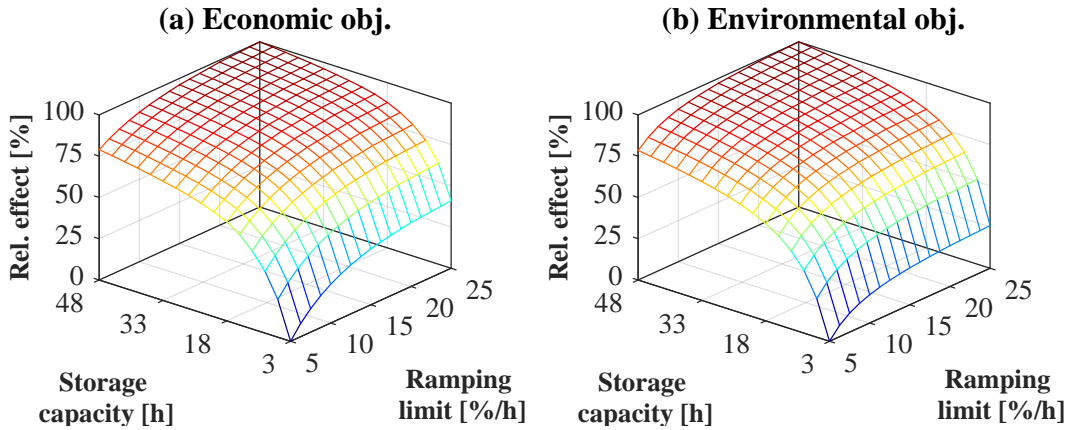 (a) Economic obj.
Rel. effect [%]
100
75
50
25
0
48
33
18
3
5
10
15
20
25
Storage
capacity [h]
Ramping
limit [%/h]
(b) Environmental obj.
Rel. effect [%]
100
75
50
25
0
48
33
18
3
5
10
15
20
25
Storage
capacity [h]
Ramping
limit [%/h]